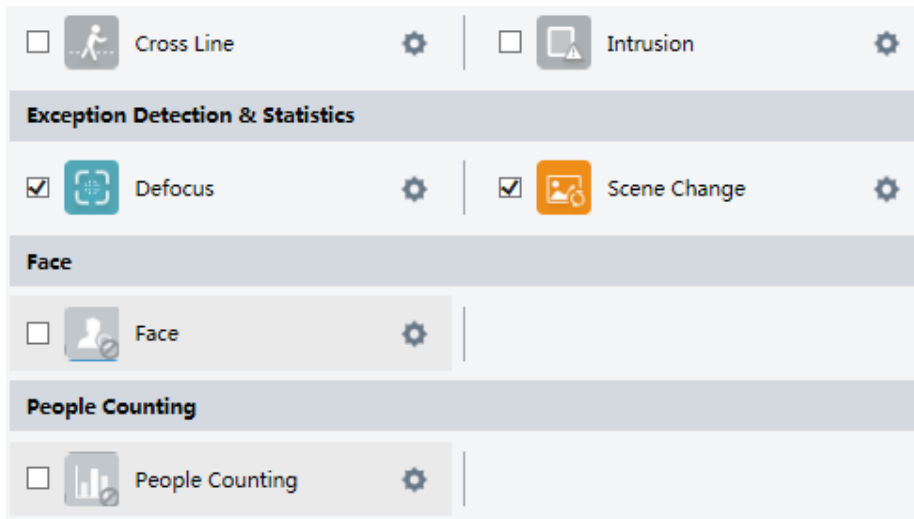 Cross Line
Intrusion
Exception Detection & Statistics
Defocus
Scene Change
Face
Face
People Counting
People Counting